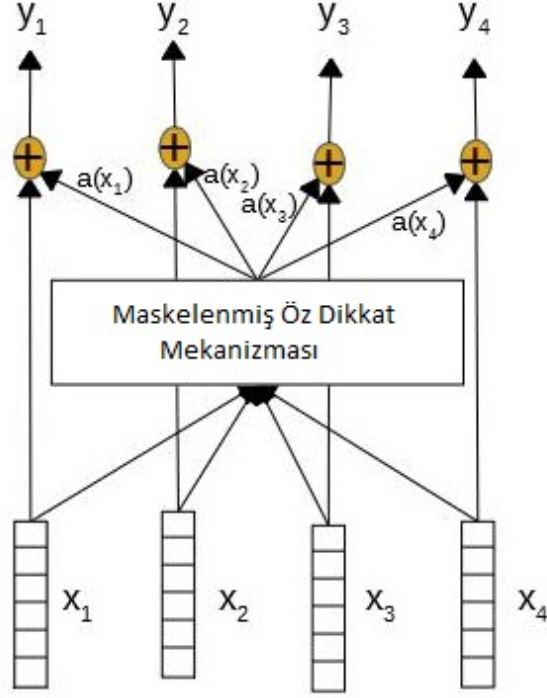 y₁ y₂ y₃ y₄
+ + + +
a(x₁) a(x₂) a(x₃) a(x₄)
Maskelenmiş Öz Dikkat
Mekanizması
x₁ x₂ x₃ x₄